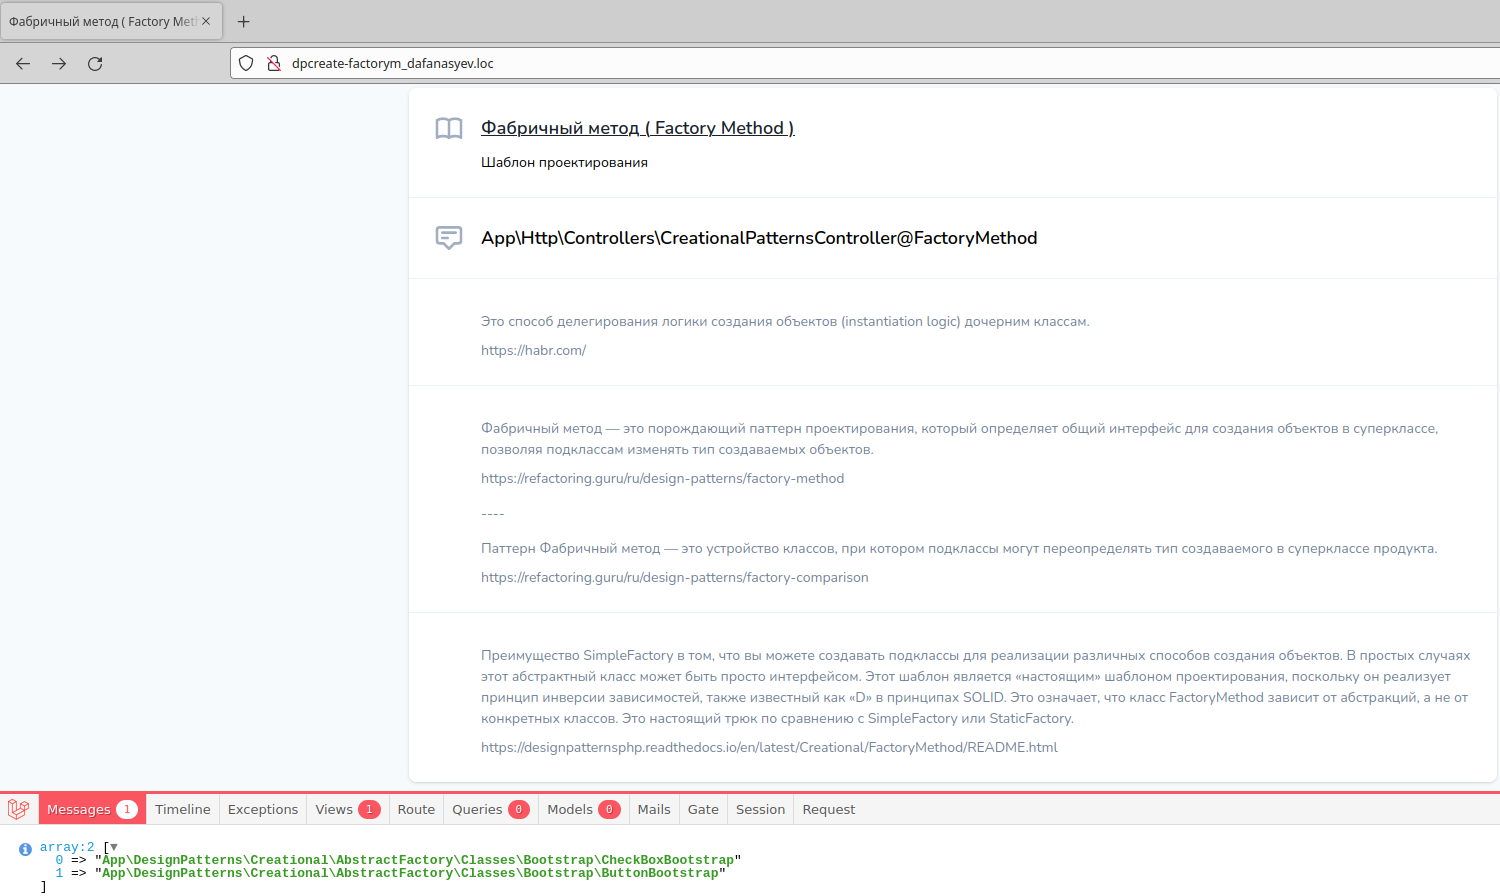 Фабричный метод ( Factory Met
dpcreate-factorym_dafanasyev.loc
Фабричный метод ( Factory Method )
Шаблон проектирования
App\Http\Controllers\CreationalPatternsController@FactoryMethod
Это способ делегирования логики создания объектов (instantiation logic) дочерним классам.
https://habr.com/
Фабричный метод — это порождающий паттерн проектирования, который определяет общий интерфейс для создания объектов в суперклассе,
позволяя подклассам изменять тип создаваемых объектов.
https://refactoring.guru/ru/design-patterns/factory-method
----
Паттерн Фабричный метод — это устройство классов, при котором подклассы могут переопределять тип создаваемого в суперклассе продукта.
https://refactoring.guru/ru/design-patterns/factory-comparison
Преимущество SimpleFactory в том, что вы можете создавать подклассы для реализации различных способов создания объектов. В простых случаях
этот абстрактный класс может быть просто интерфейсом. Этот шаблон является «настоящим» шаблоном проектирования, поскольку он реализует
принцип инверсии зависимостей, также известный как «D» в принципах SOLID. Это означает, что класс FactoryMethod зависит от абстракций, а не от
конкретных классов. Это настоящий трюк по сравнению с SimpleFactory или StaticFactory.
https://designpatternsphp.readthedocs.io/en/latest/Creational/FactoryMethod/README.html
Messages 1 Timeline Exceptions Views 1 Route Queries 0 Models 0 Mails Gate Session Request
array:2 [▼
0 => "App\DesignPatterns\Creational\AbstractFactory\Classes\Bootstrap\CheckBoxBootstrap"
1 => "App\DesignPatterns\Creational\AbstractFactory\Classes\Bootstrap\ButtonBootstrap"
]